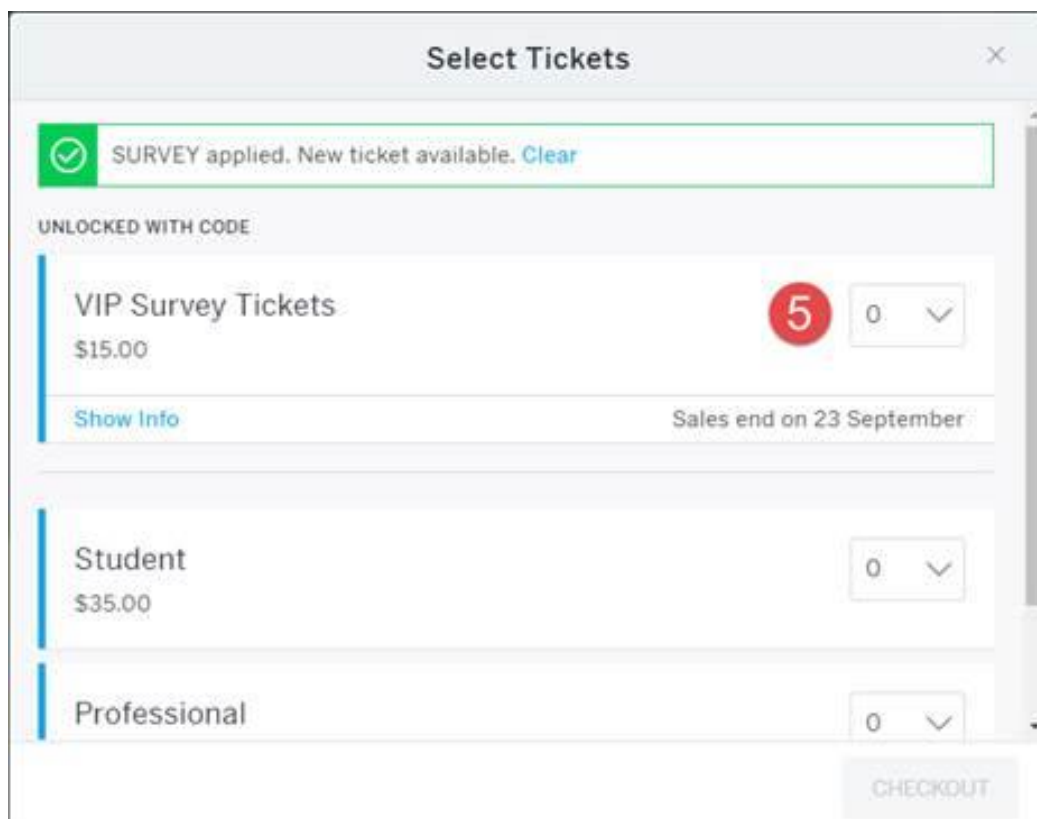 Select Tickets
SURVEY applied. New ticket available. Clear
UNLOCKED WITH CODE
VIP Survey Tickets
5
0
$15.00
Show Info
Sales end on 23 September
Student
0
$35.00
Professional
0
CHECKOUT